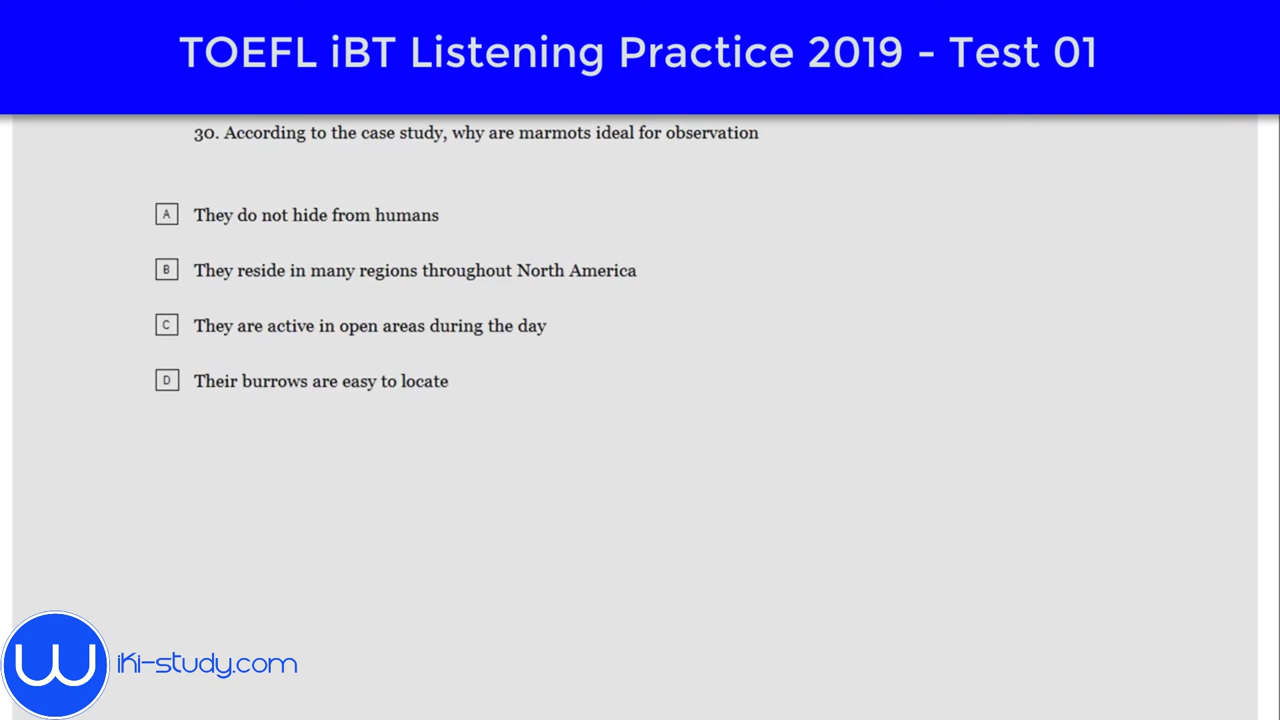 TOEFL iBT Listening Practice 2019 - Test 01
30. According to the case study, why are marmots ideal for observation
A They do not hide from humans
B They reside in many regions throughout North America
C They are active in open areas during the day
D Their burrows are easy to locate
W iki-study.com